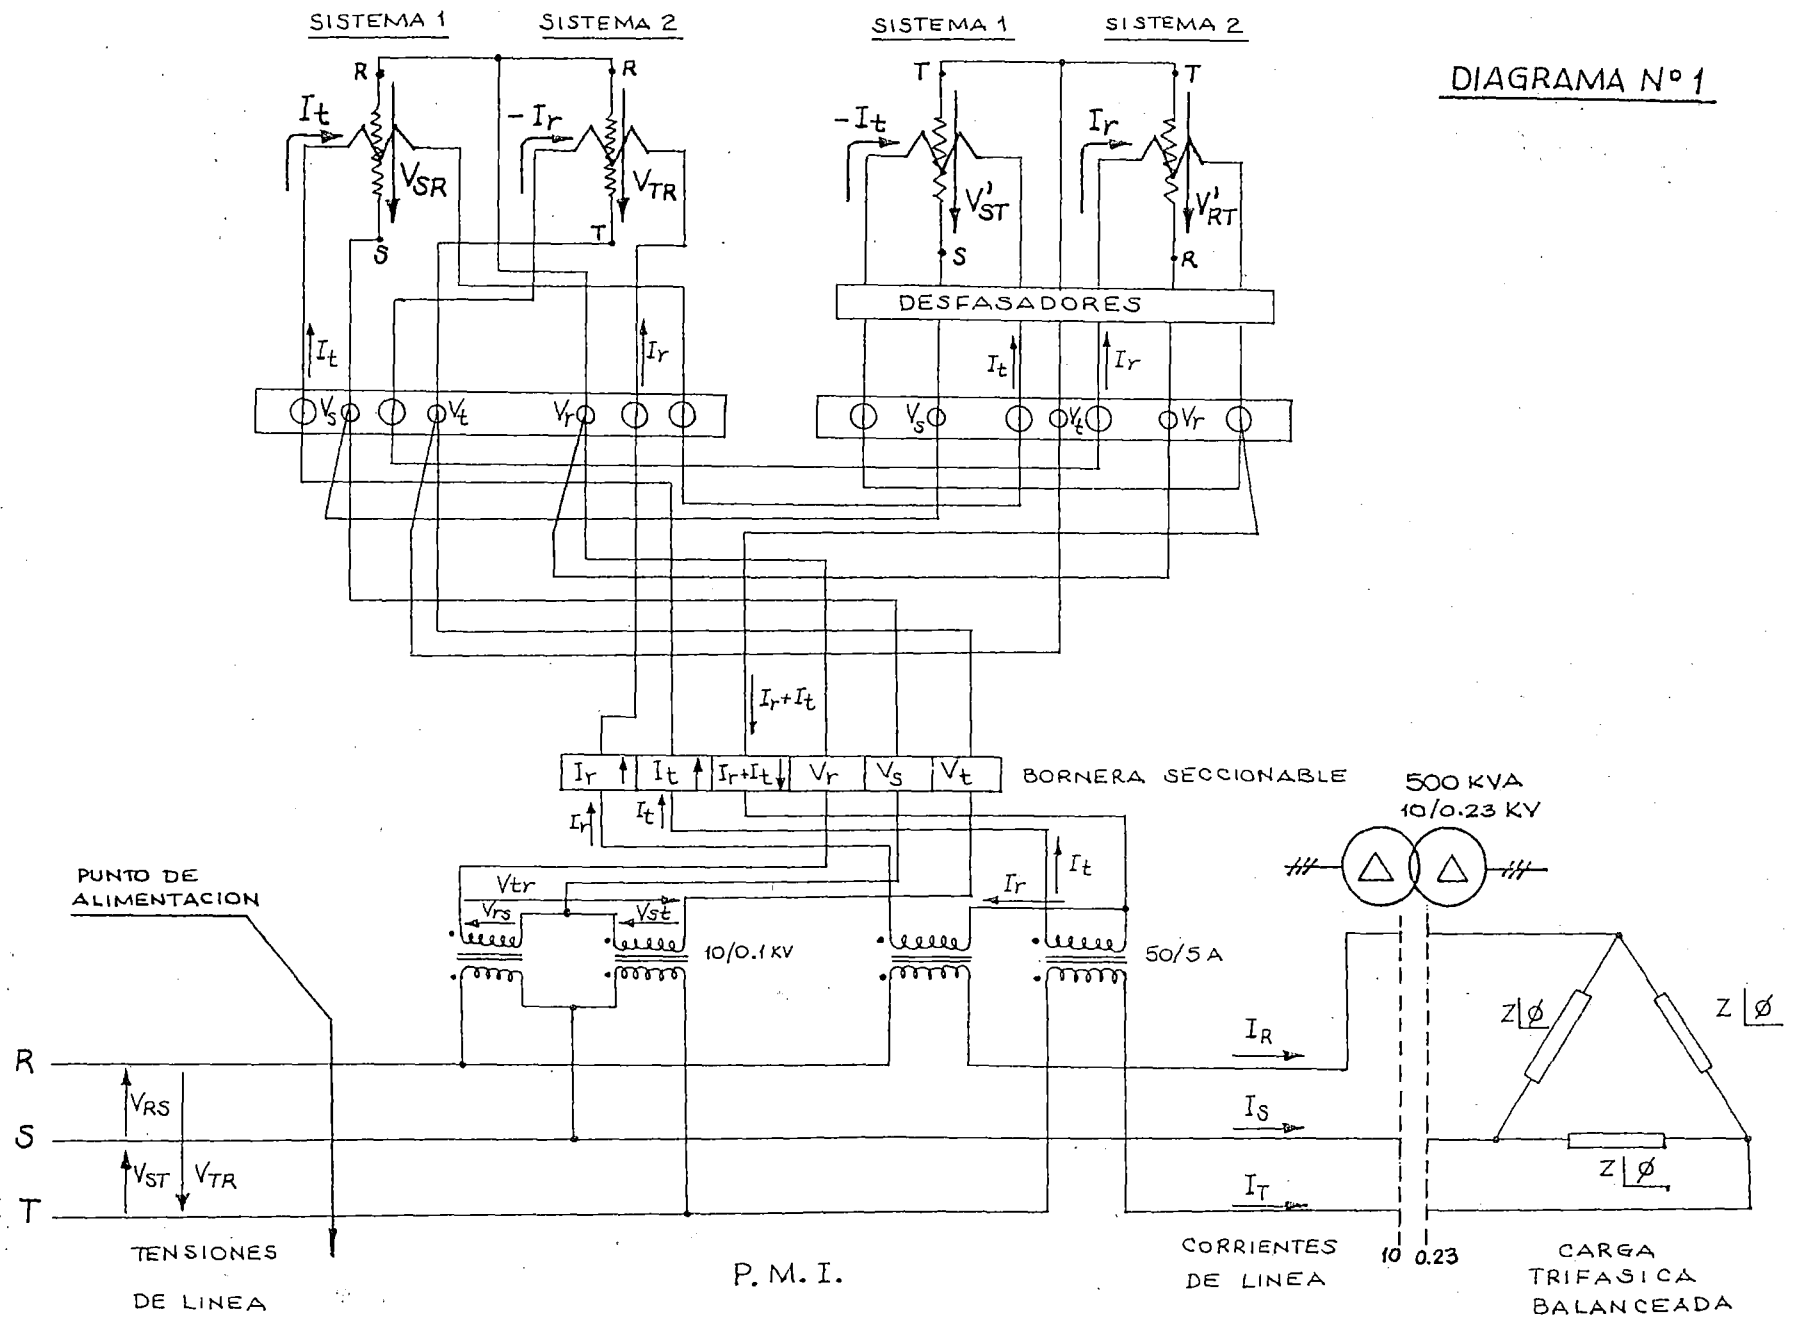 SISTEMA 1 SISTEMA 2 SISTEMA 1 SISTEMA 2
DIAGRAMA Nº 1
R R T T
It -Ir -It Ir
VSR VTR V'ST V'RT
S T S R
DESFASADORES
It Ir It Ir
Vs Vt Vr Vs Vt Vr
Ir+It
Ir It Ir+It Vr Vs Vt
BORNERA SECCIONABLE
500 KVA
10/0.23 KV
Ir It
PUNTO DE
ALIMENTACION
Vtr
Vrs Vst
Ir It
10/0.1 KV
50/5 A
Δ Δ
Z∠Ø Z∠Ø
Z∠Ø
R
S
T
VRS
VST VTR
IR
IS
IT
TENSIONES
DE LINEA
P.M.I.
CORRIENTES
DE LINEA
10 0.23
CARGA
TRIFASICA
BALANCEADA